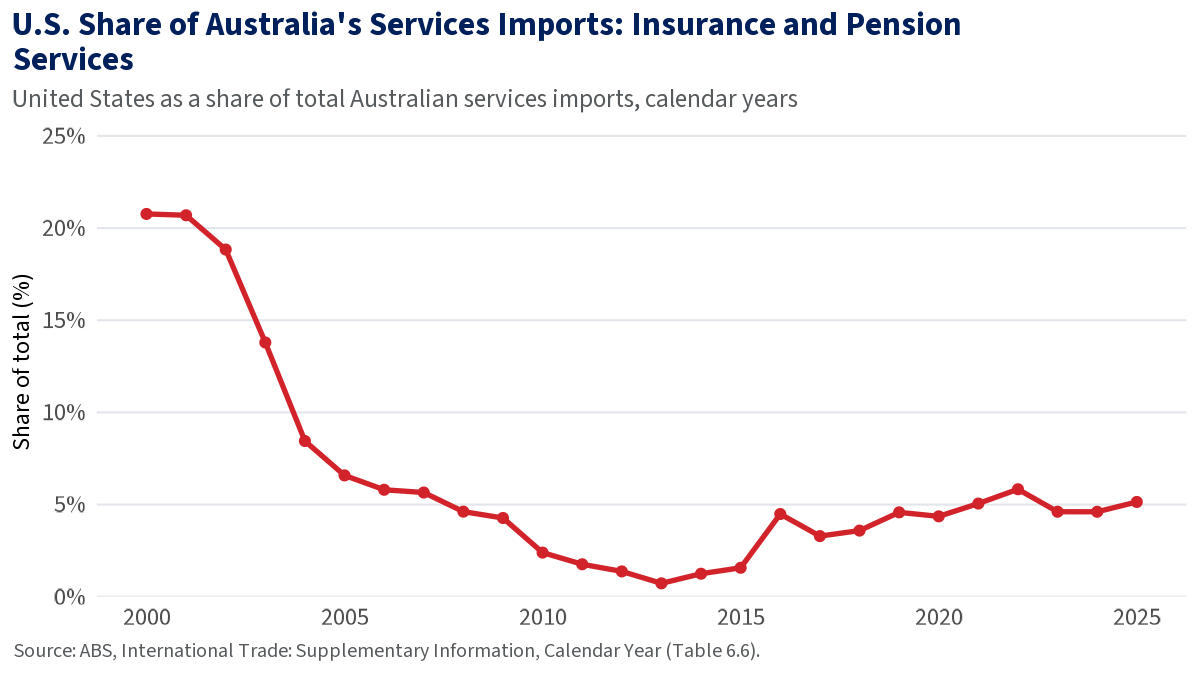 U.S. Share of Australia's Services Imports: Insurance and Pension
Services
United States as a share of total Australian services imports, calendar years
Share of total (%)
25%
20%
15%
10%
5%
0%
2000 2005 2010 2015 2020 2025
Source: ABS, International Trade: Supplementary Information, Calendar Year (Table 6.6).